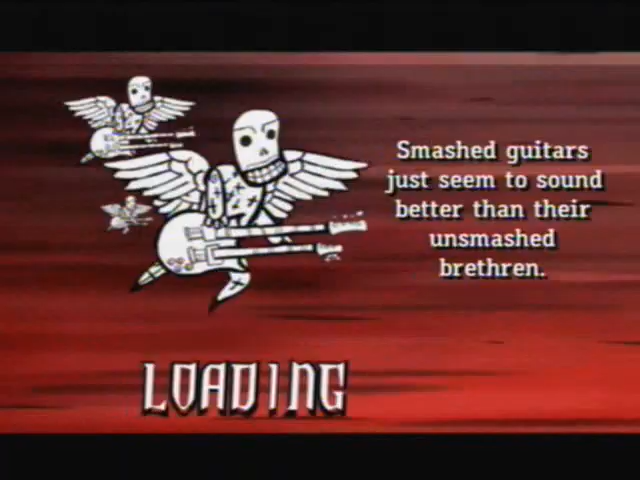 Smashed guitars
just seem to sound
better than their
unsmashed
brethren.
LOADING